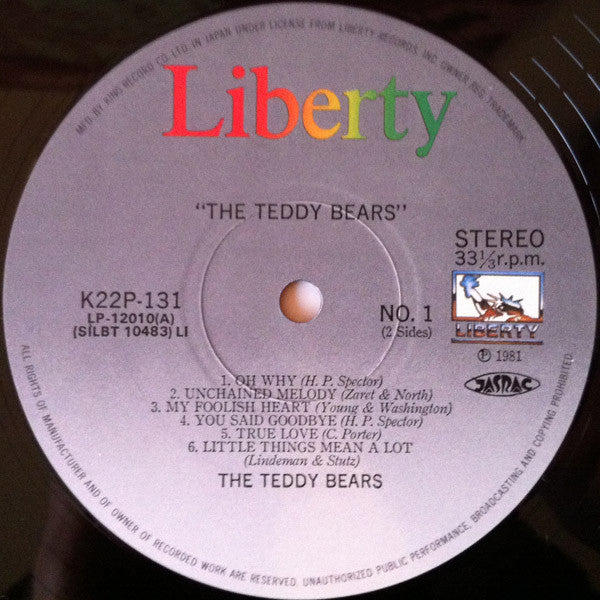 MFD. BY KING RECORD CO., LTD. IN JAPAN UNDER LICENSE FROM LIBERTY-RECORDS, INC. OWNER REG. TRADEMARK.
Liberty
"THE TEDDY BEARS"
STEREO
33⅓r.p.m.
K22P-131
LP-12010(A)
(SILBT 10483) LI
NO. 1
(2 Sides)
LIBERTY
Ⓟ 1981
JASRAC
1. OH WHY (H. P. Spector)
2. UNCHAINED MELODY (Zaret & North)
3. MY FOOLISH HEART (Young & Washington)
4. YOU SAID GOODBYE (H. P. Spector)
5. TRUE LOVE (C. Porter)
6. LITTLE THINGS MEAN A LOT
(Lindeman & Stutz)
THE TEDDY BEARS
ALL RIGHTS OF MANUFACTURER AND OF OWNER OF RECORDED WORK ARE RESERVED. UNAUTHORIZED PUBLIC PERFORMANCE, BROADCASTING AND COPYING PROHIBITED.